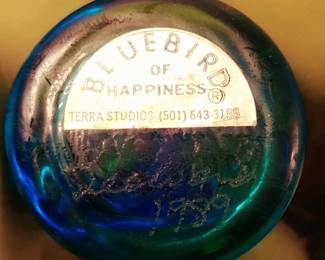 BLUEBIRD
OF
HAPPINESS®
TERRA STUDIOS (501) 643-3185
1989